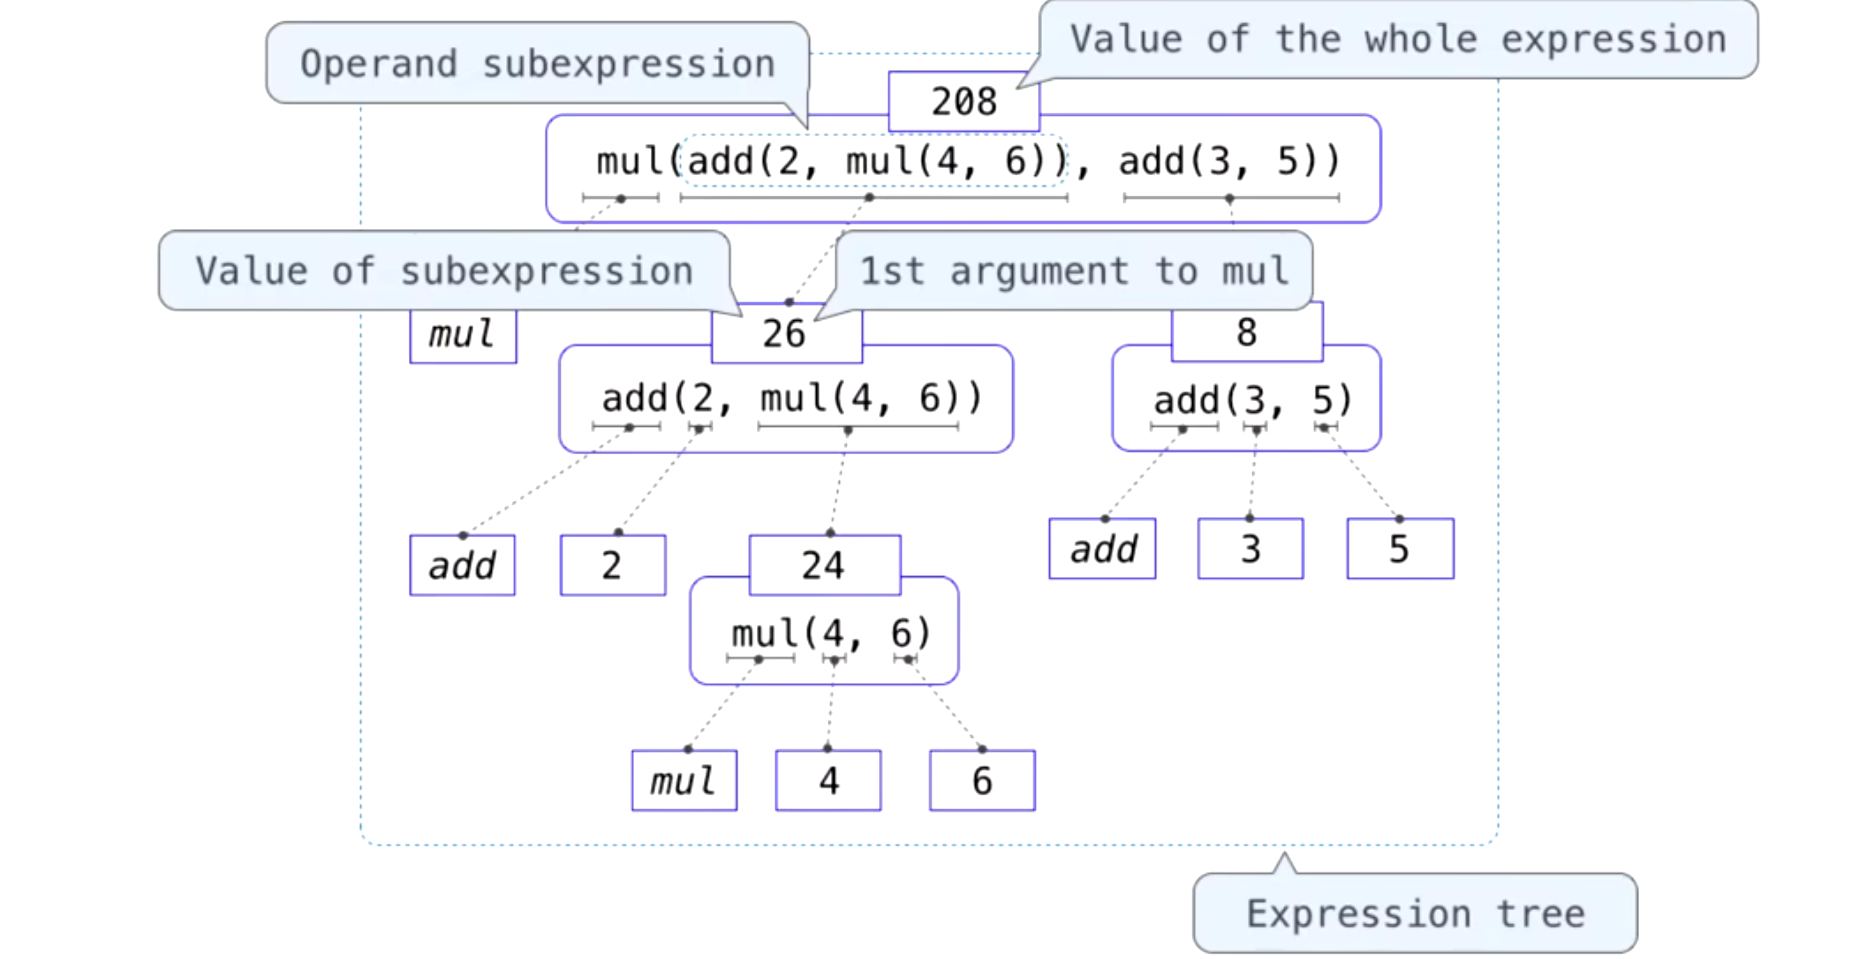 Value of the whole expression
Operand subexpression
208
mul(add(2, mul(4, 6)), add(3, 5))
Value of subexpression
1st argument to mul
mul
26
8
add(2, mul(4, 6))
add(3, 5)
add
2
24
add
3
5
mul(4, 6)
mul
4
6
Expression tree